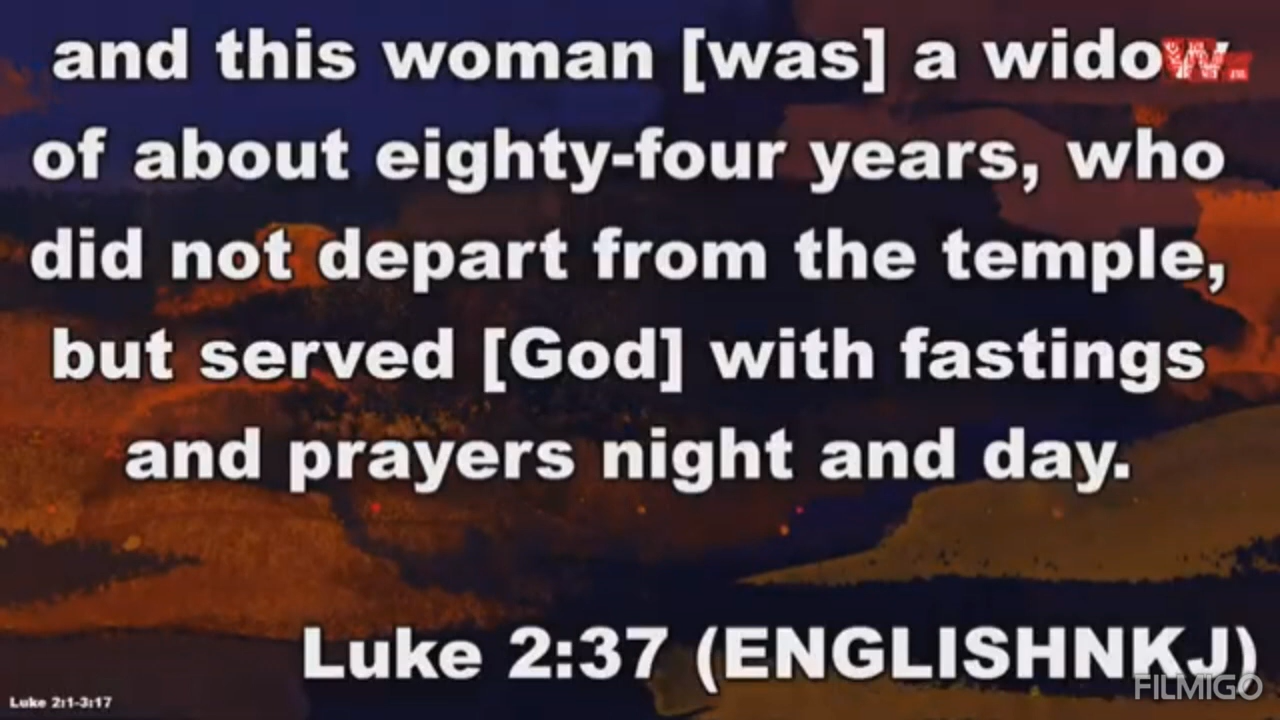 and this woman [was] a widow
of about eighty-four years, who
did not depart from the temple,
but served [God] with fastings
and prayers night and day.
Luke 2:37 (ENGLISHNKJ)
FILMIGO
Luke 2:1-3:17